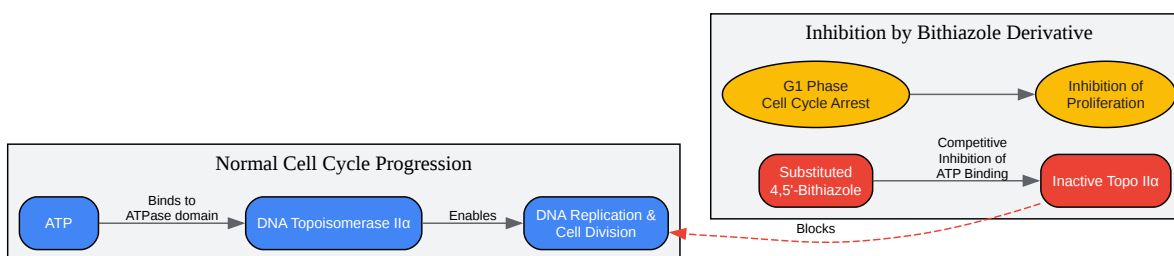 Inhibition by Bithiazole Derivative
G1 Phase
Cell Cycle Arrest
Inhibition of
Proliferation
Substituted
4,5'-Bithiazole
Competitive
Inhibition of
ATP Binding
Inactive Topo IIα
Normal Cell Cycle Progression
ATP
Binds to
ATPase domain
DNA Topoisomerase IIα
Enables
DNA Replication &
Cell Division
Blocks